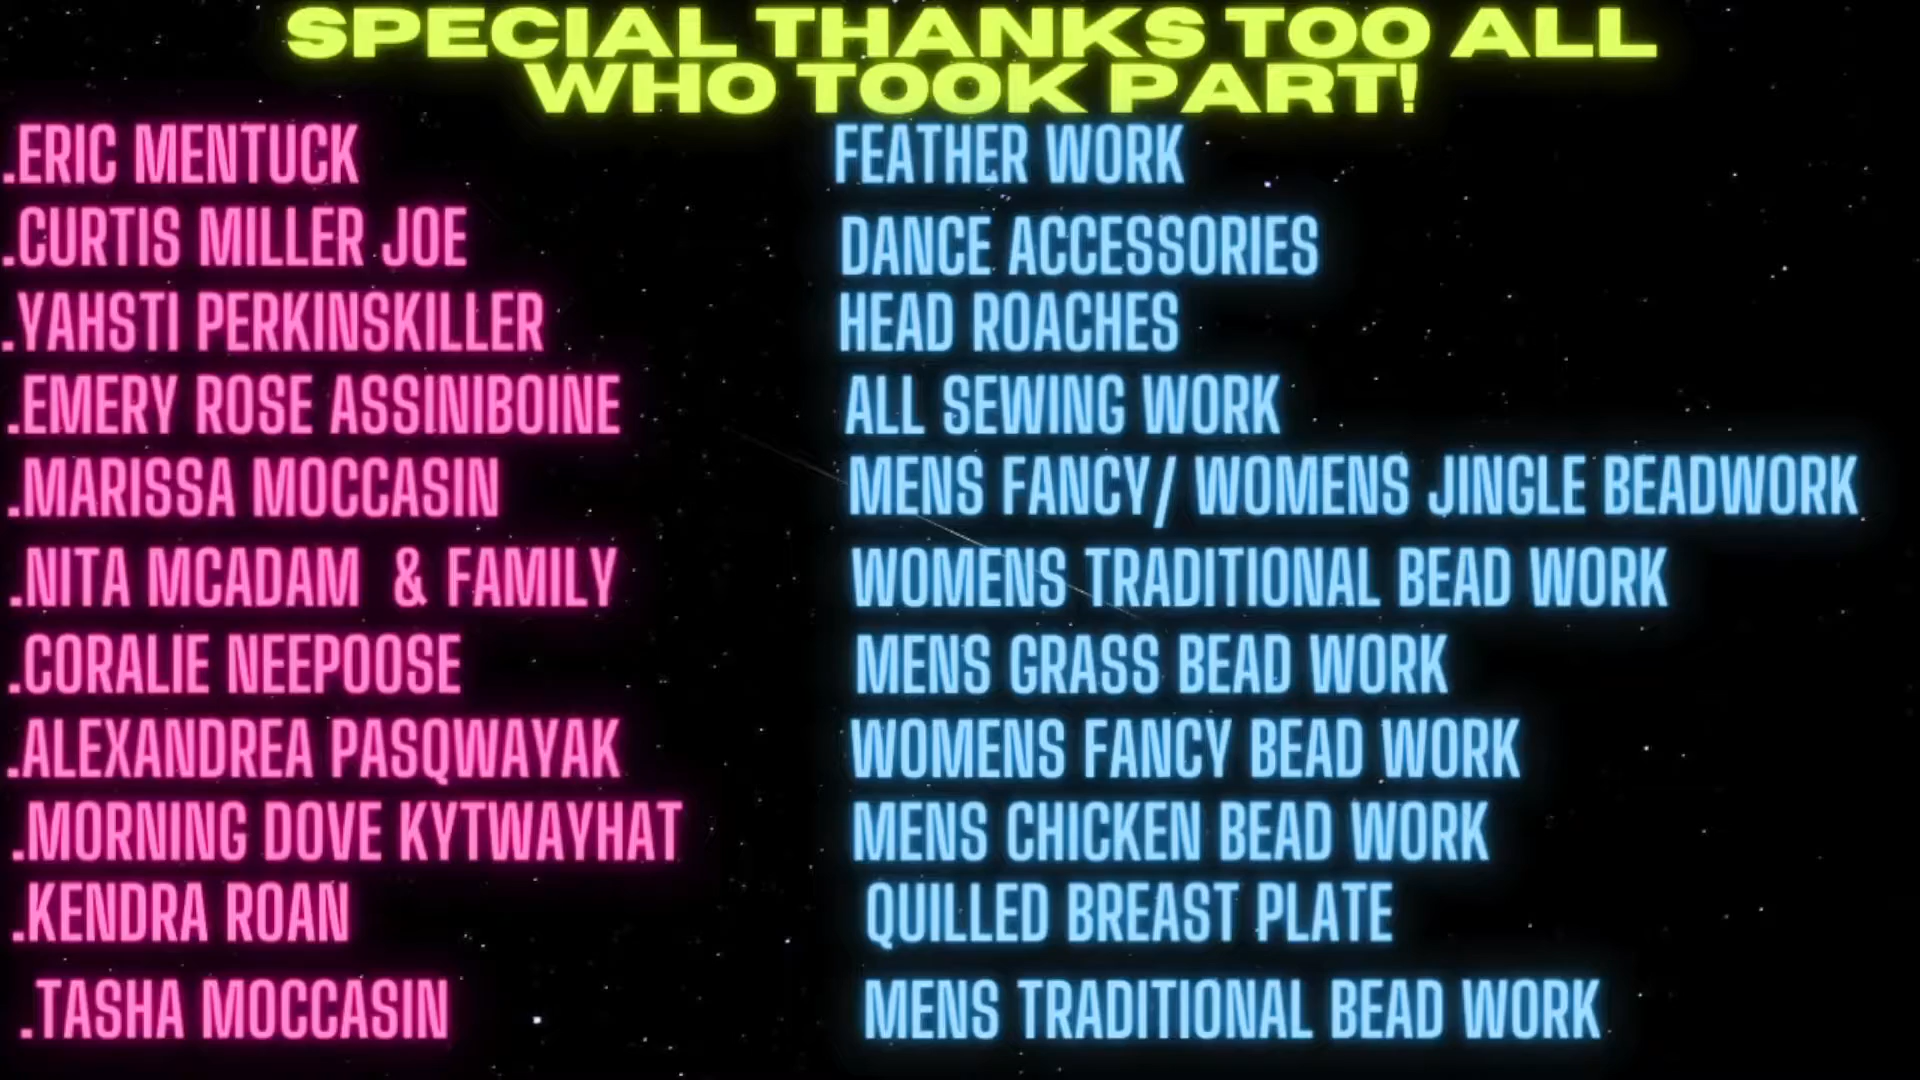 SPECIAL THANKS TOO ALL
WHO TOOK PART!
.ERIC MENTUCK FEATHER WORK
.CURTIS MILLER JOE DANCE ACCESSORIES
.YAHSTI PERKINSKILLER HEAD ROACHES
.EMERY ROSE ASSINIBOINE ALL SEWING WORK
.MARISSA MOCCASIN MENS FANCY/ WOMENS JINGLE BEADWORK
.NITA MCADAM & FAMILY WOMENS TRADITIONAL BEAD WORK
.CORALIE NEEPOOSE MENS GRASS BEAD WORK
.ALEXANDREA PASQWAYAK WOMENS FANCY BEAD WORK
.MORNING DOVE KYTWAYHAT MENS CHICKEN BEAD WORK
.KENDRA ROAN QUILLED BREAST PLATE
.TASHA MOCCASIN MENS TRADITIONAL BEAD WORK